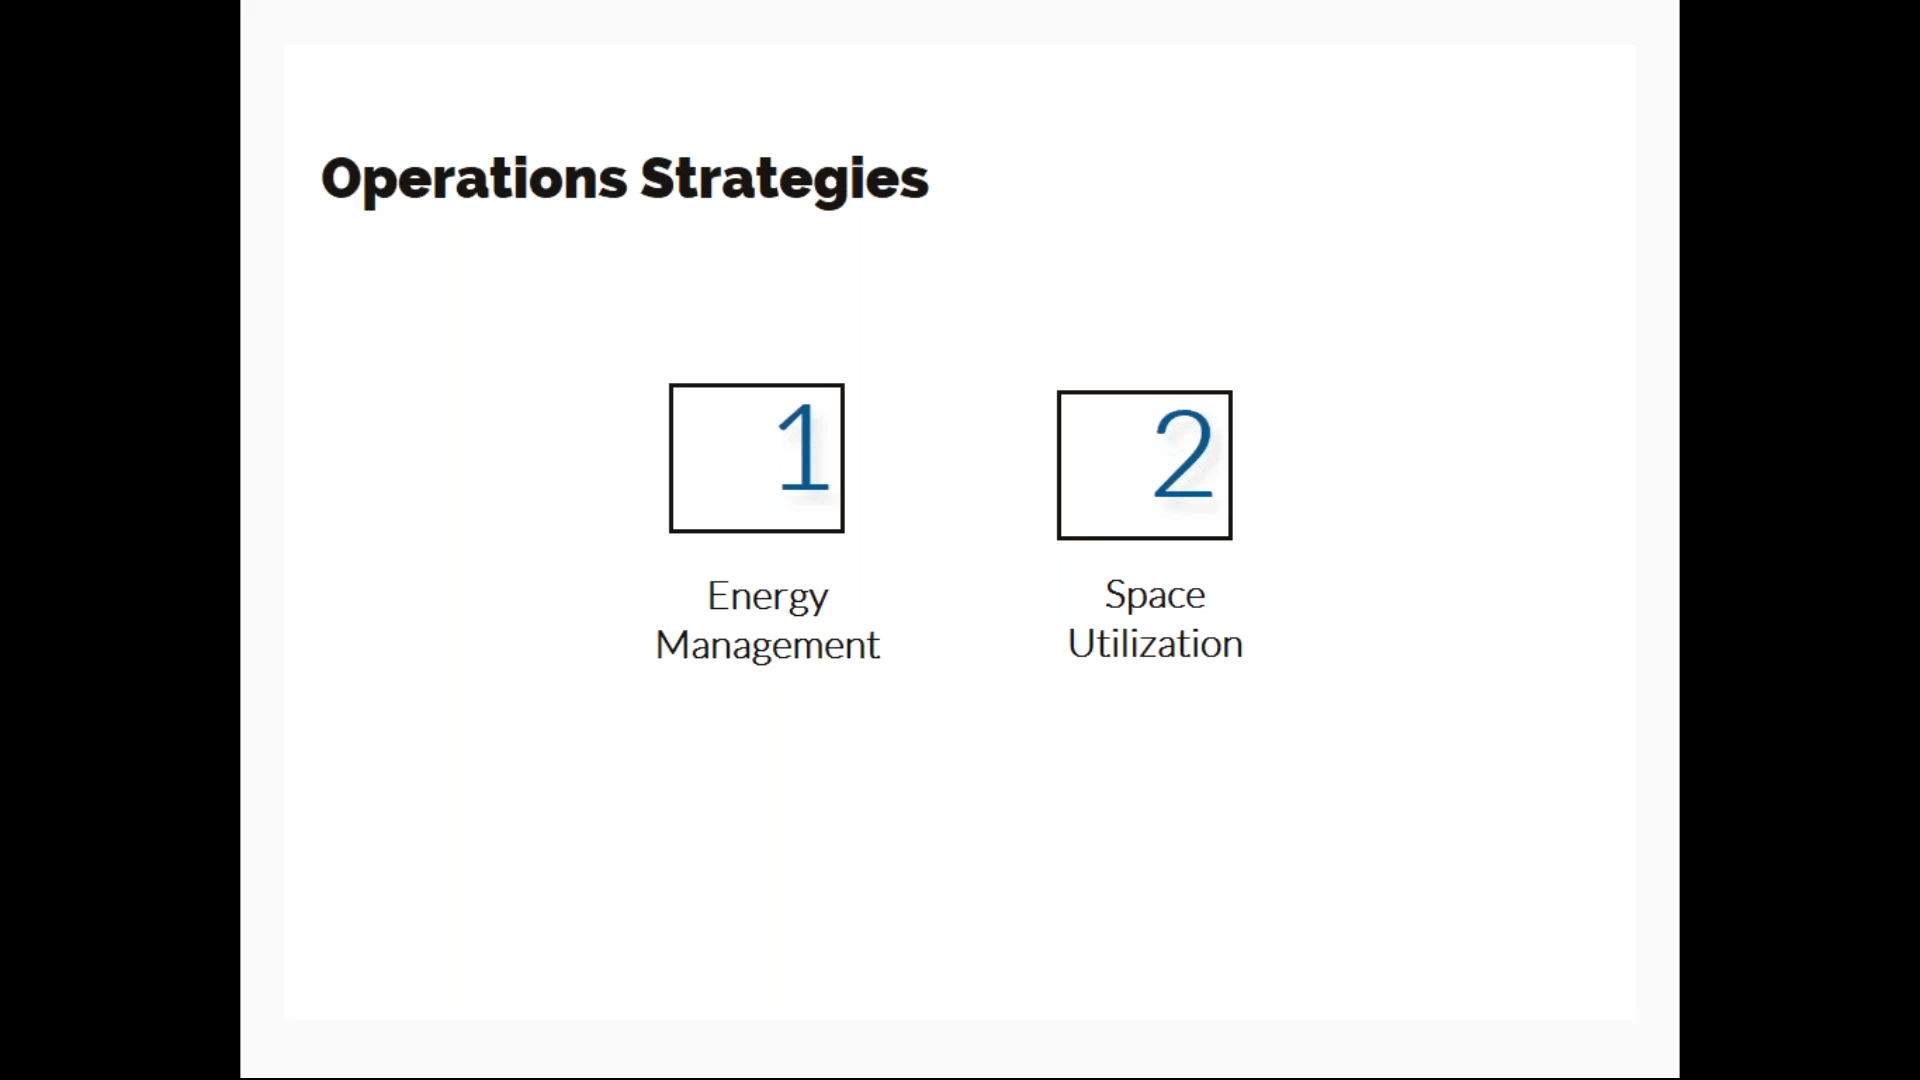 Operations Strategies
1
2
Energy
Management
Space
Utilization